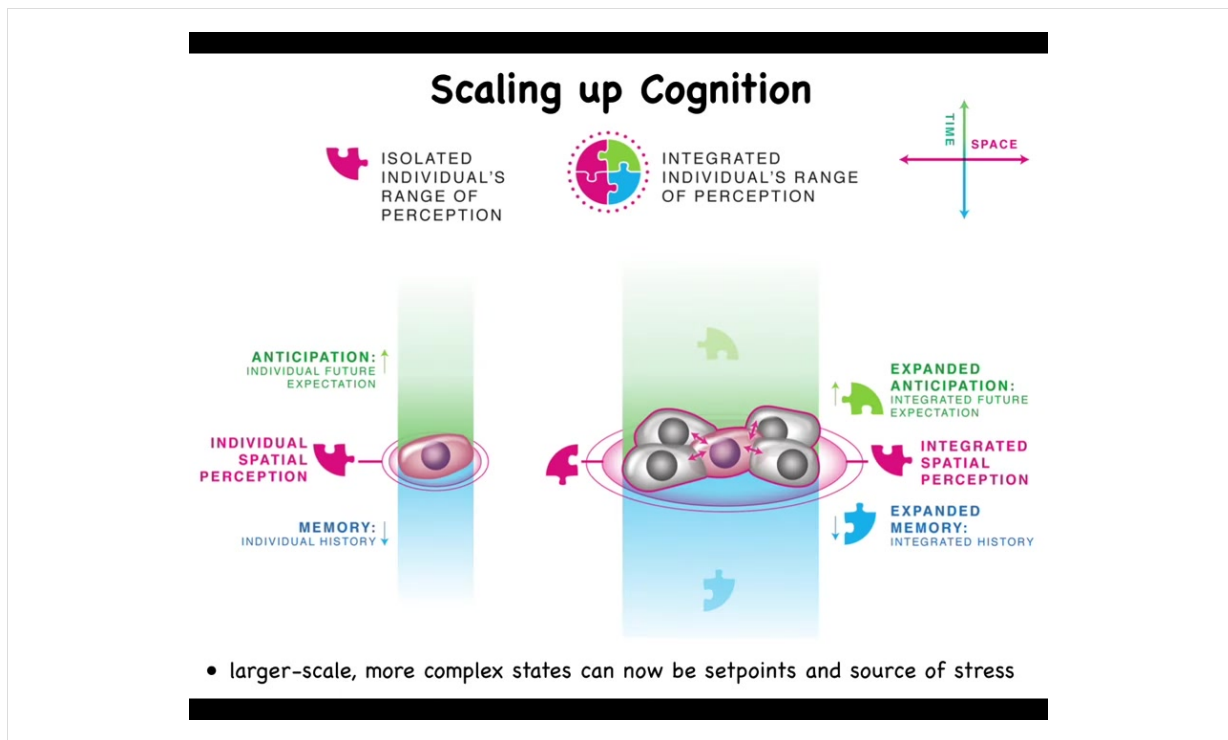 Scaling up Cognition
ISOLATED
INDIVIDUAL'S
RANGE OF
PERCEPTION
INTEGRATED
INDIVIDUAL'S RANGE
OF PERCEPTION
TIME
SPACE
ANTICIPATION:
INDIVIDUAL FUTURE
EXPECTATION
INDIVIDUAL
SPATIAL
PERCEPTION
MEMORY:
INDIVIDUAL HISTORY
EXPANDED
ANTICIPATION:
INTEGRATED FUTURE
EXPECTATION
INTEGRATED
SPATIAL
PERCEPTION
EXPANDED
MEMORY:
INTEGRATED HISTORY
• larger-scale, more complex states can now be setpoints and source of stress